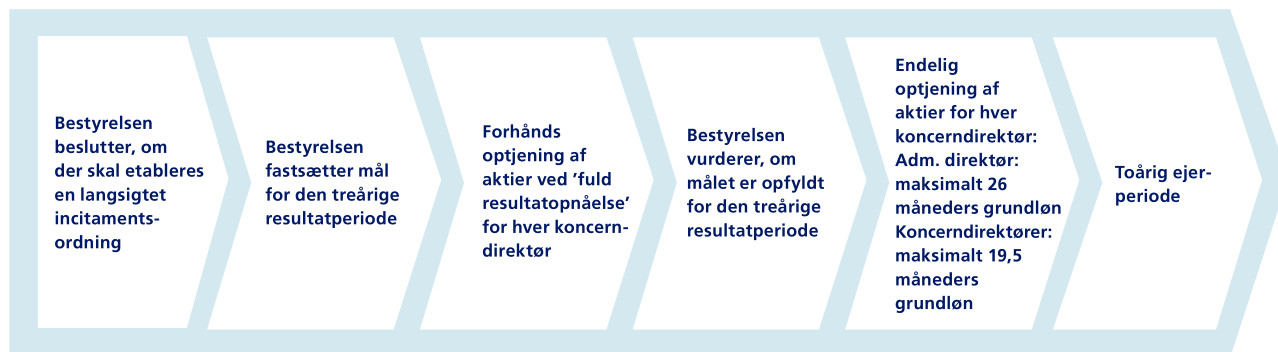 Bestyrelsen
beslutter, om
der skal etableres
en langsigtet
incitaments-
ordning
Bestyrelsen
fastsætter mål
for den treårige
resultatperiode
Forhånds
optjening af
aktier ved ’fuld
resultatopnåelse’
for hver koncern-
direktør
Bestyrelsen
vurderer, om
målet er opfyldt
for den treårige
resultatperiode
Endelig
optjening af
aktier for hver
koncerndirektør:
Adm. direktør:
maksimalt 26
måneders grundløn
Koncerndirektører:
maksimalt 19,5
måneders
grundløn
Toårig ejer-
periode